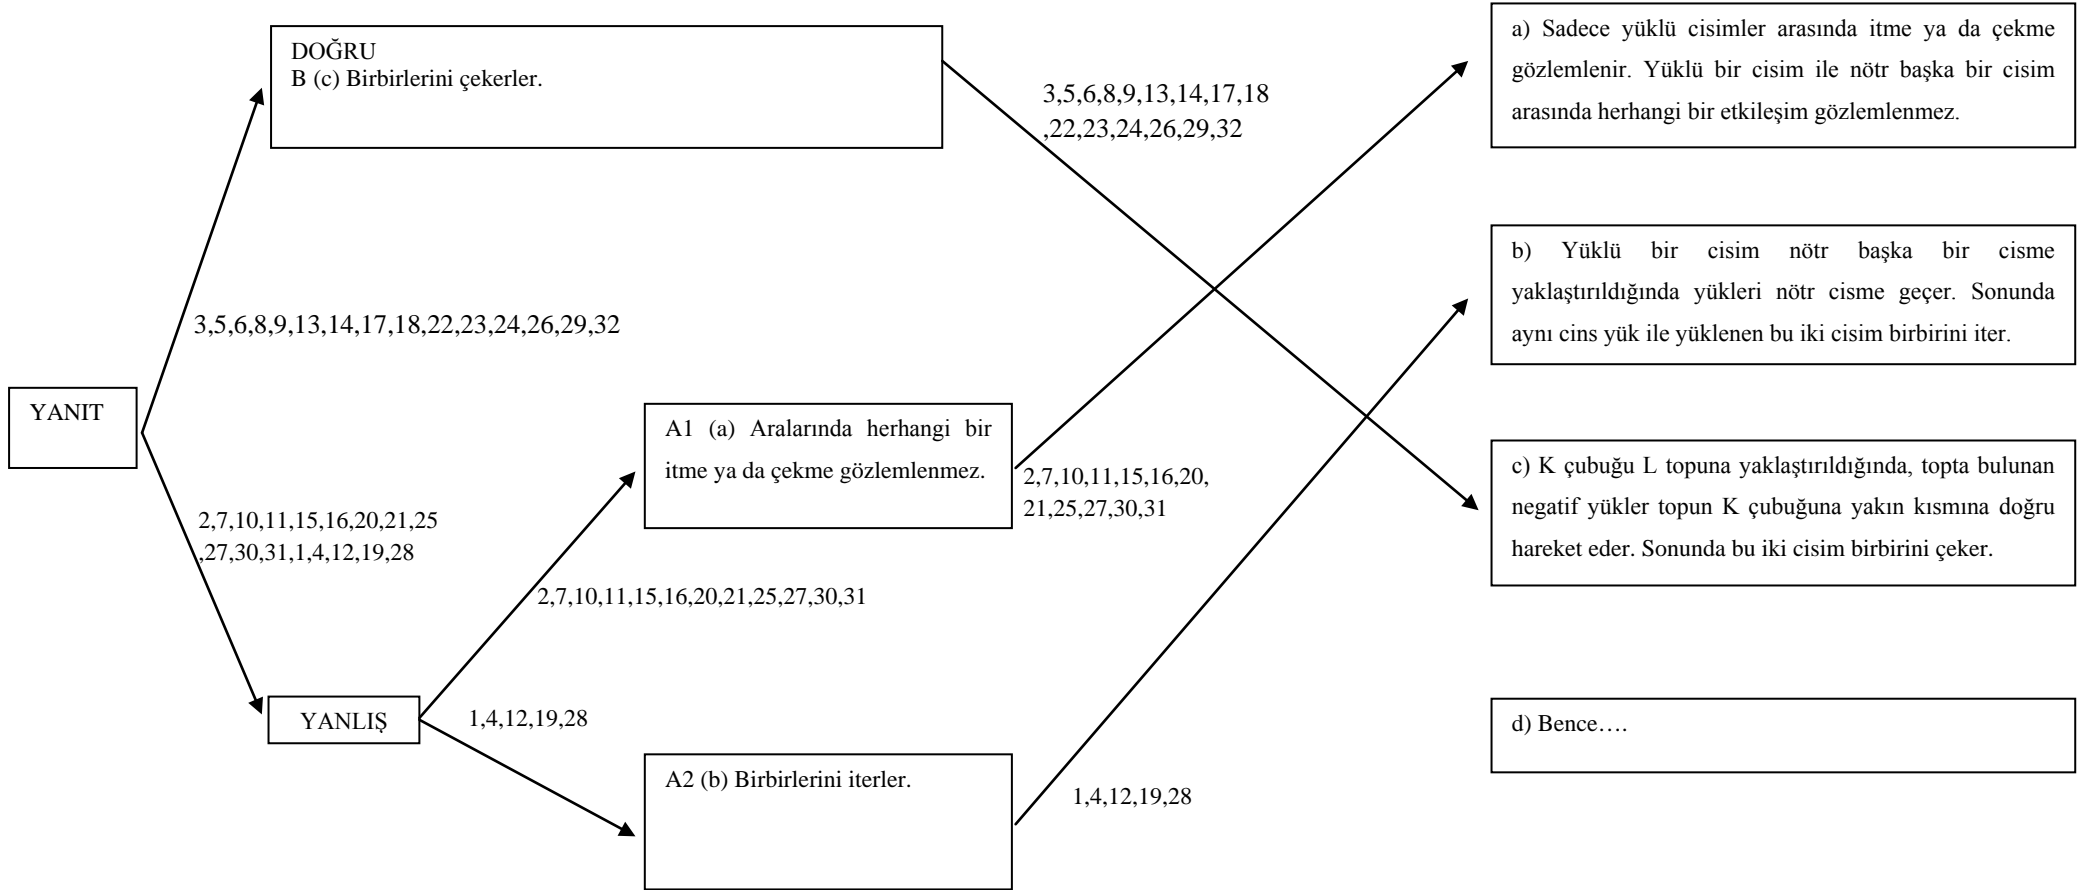 DOĞRU
B (c) Birbirlerini çekerler.
3,5,6,8,9,13,14,17,18
,22,23,24,26,29,32
a) Sadece yüklü cisimler arasında itme ya da çekme
gözlemlenir. Yüklü bir cisim ile nötr başka bir cisim
arasında herhangi bir etkileşim gözlemlenmez.
b) Yüklü bir cisim nötr başka bir cisme
yaklaştırıldığında yükleri nötr cisme geçer. Sonunda
aynı cins yük ile yüklenen bu iki cisim birbirini iter.
3,5,6,8,9,13,14,17,18,22,23,24,26,29,32
YANIT
A1 (a) Aralarında herhangi bir
itme ya da çekme gözlemlenmez.
2,7,10,11,15,16,20,
21,25,27,30,31
c) K çubuğu L topuna yaklaştırıldığında, topta bulunan
negatif yükler topun K çubuğuna yakın kısmına doğru
hareket eder. Sonunda bu iki cisim birbirini çeker.
2,7,10,11,15,16,20,21,25
,27,30,31,1,4,12,19,28
2,7,10,11,15,16,20,21,25,27,30,31
YANLIŞ
1,4,12,19,28
d) Bence….
A2 (b) Birbirlerini iterler.
1,4,12,19,28